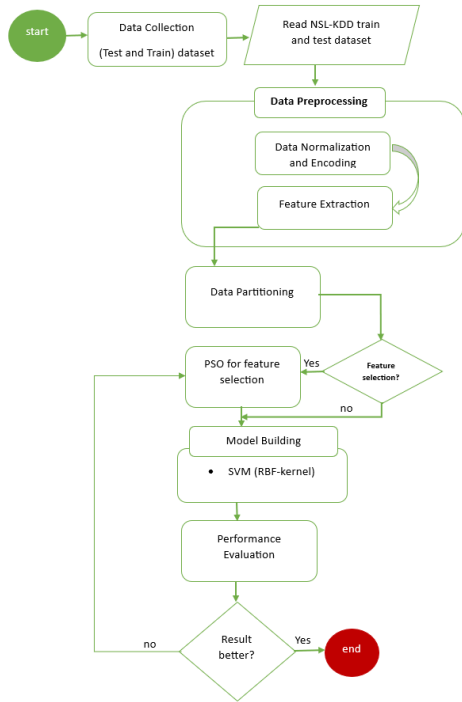 start
Data Collection
(Test and Train) dataset
Read NSL-KDD train
and test dataset
Data Preprocessing
Data Normalization
and Encoding
Feature Extraction
Data Partitioning
PSO for feature
selection
Yes
Feature
selection?
no
Model Building
• SVM (RBF-kernel)
Performance
Evaluation
no
Result
better?
Yes
end